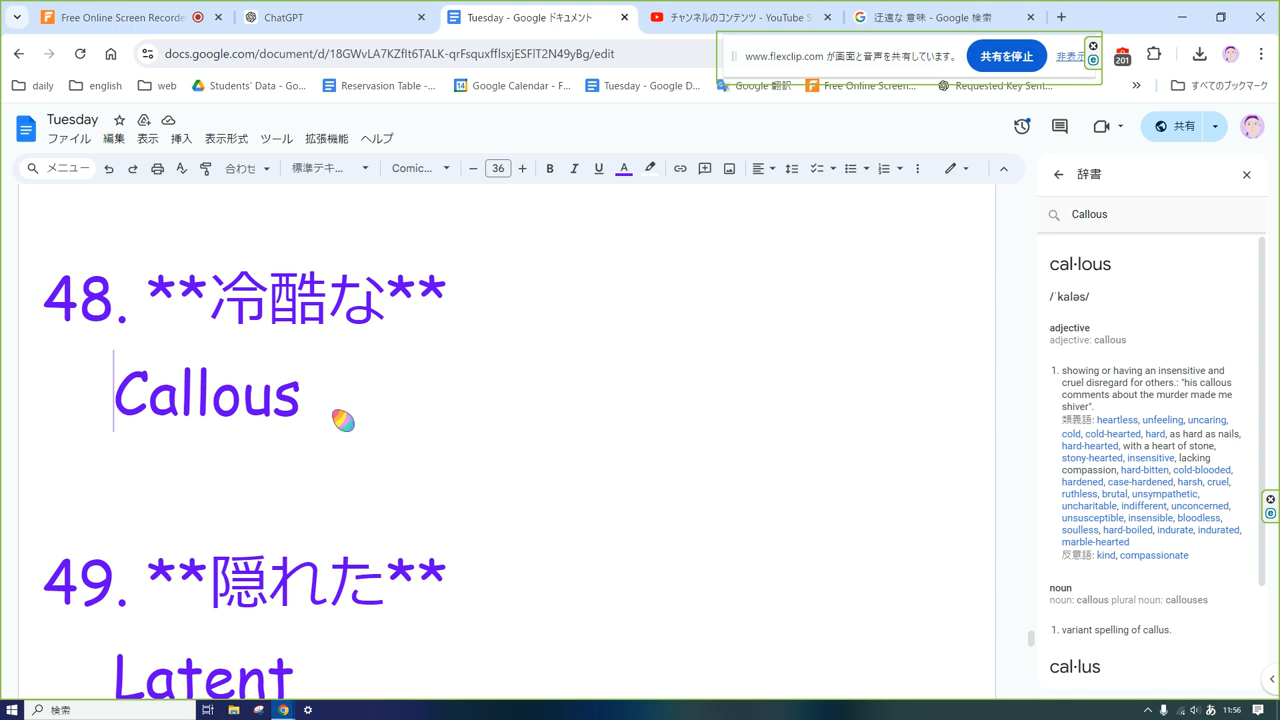 Free Online Screen Recorde
ChatGPT
Tuesday - Google ドキュメント
チャンネルのコンテンツ - YouTube S
迂遠な 意味 - Google 検索
www.flexclip.com が画面と音声を共有しています。
共有を停止
非表示
201
daily
english
web
Students' Data - Go...
Reservasion Table -...
Google Calendar - F...
Tuesday - Google D...
Google 翻訳
Free Online Screen...
Requested Key Sent...
すべてのブックマーク
Tuesday
ファイル 編集 表示 挿入 表示形式 ツール 拡張機能 ヘルプ
共有
メニュー
合わせ
標準テキ...
Comic...
36
辞書
Callous
48. **冷酷な**
Callous
49. **隠れた**
Latent
cal·lous
/ˈkaləs/
adjective
adjective: callous
1. showing or having an insensitive and
cruel disregard for others.: "his callous
comments about the murder made me
shiver".
類義語: heartless, unfeeling, uncaring,
cold, cold-hearted, hard, as hard as nails,
hard-hearted, with a heart of stone,
stony-hearted, insensitive, lacking
compassion, hard-bitten, cold-blooded,
hardened, case-hardened, harsh, cruel,
ruthless, brutal, unsympathetic,
uncharitable, indifferent, unconcerned,
unsusceptible, insensible, bloodless,
soulless, hard-boiled, indurate, indurated,
marble-hearted
反意語: kind, compassionate
noun
noun: callous plural noun: callouses
1. variant spelling of callus.
cal·lus
検索
あ
11:56